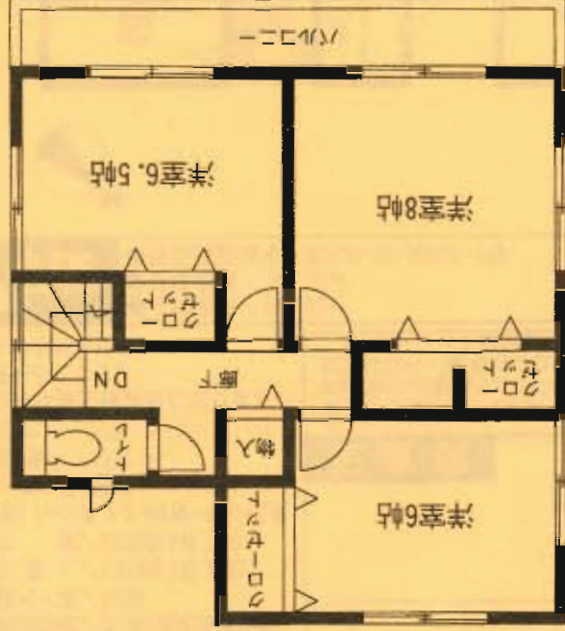 バルコニー
洋室6.5帖
洋室8帖
クロー
ゼット
DN
廊下
クロー
ゼット
トイレ
物入
クローゼット
洋室6帖